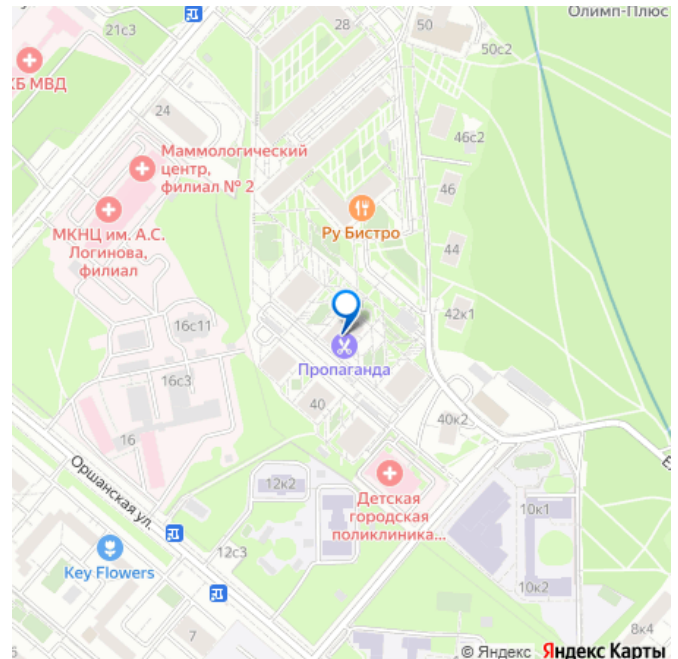 Олимп-Плюс
21с3
28
50
50с2
КБ МВД
24
46с2
Маммологический
центр,
филиал № 2
46
Ру Бистро
МКНЦ им. А.С.
Логинова,
филиал
44
42к1
16с11
Пропаганда
16с3
40
40к2
16
Оршанская ул.
12к2
Детская
городская
поликлиника...
10к1
12с3
Key Flowers
10к2
7
8к4
© Яндекс Яндекс Карты